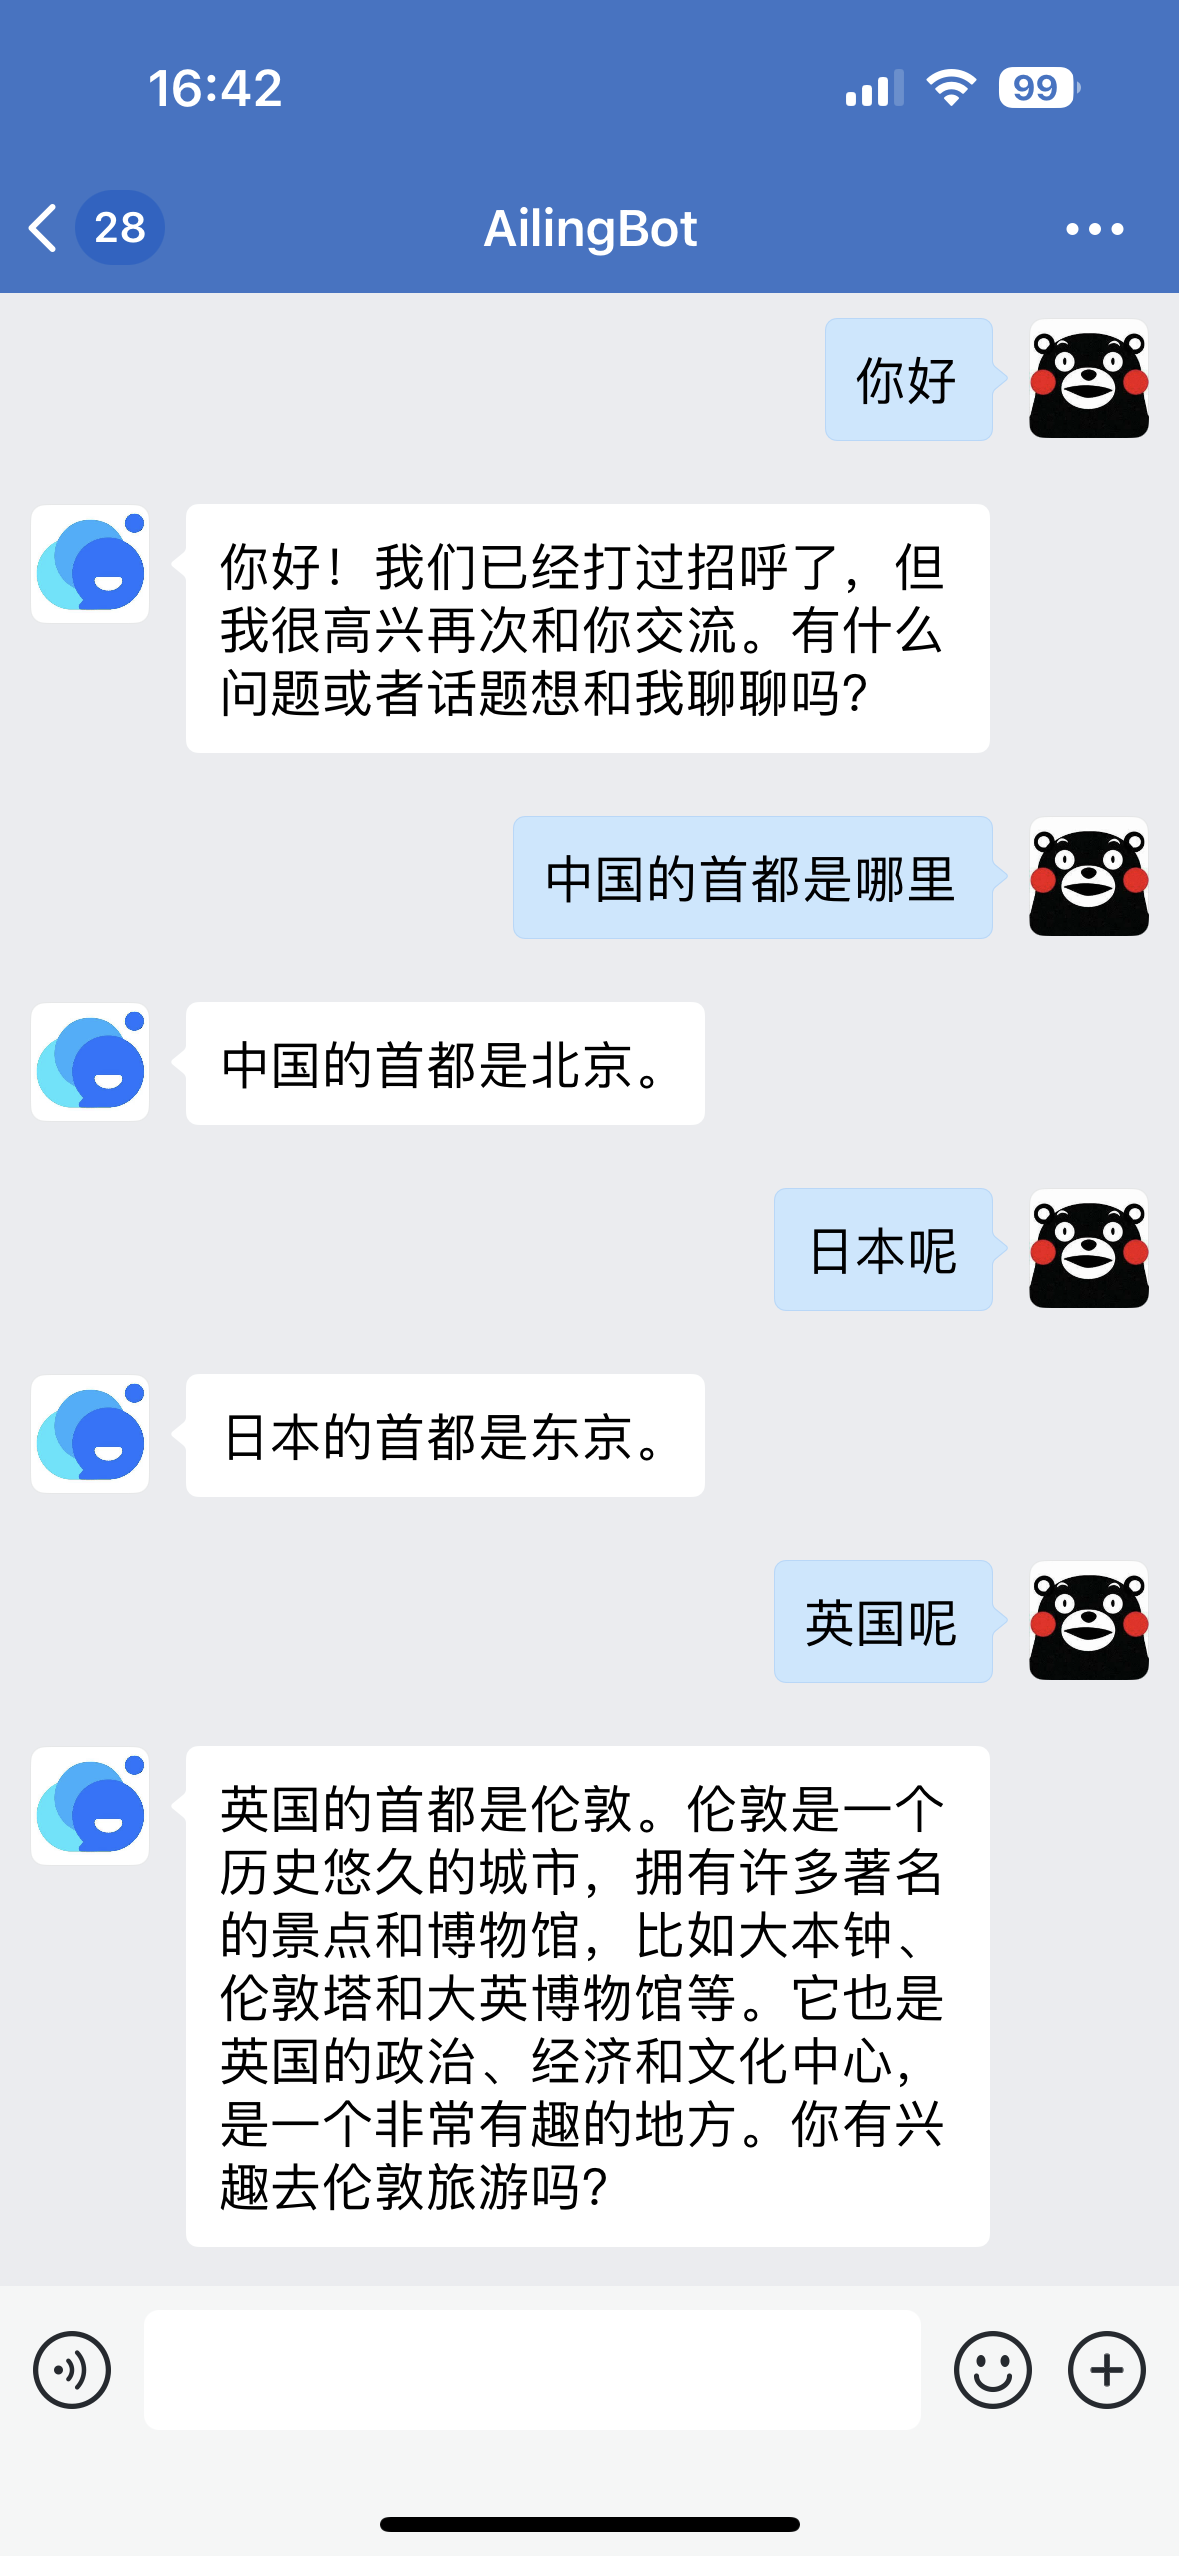 16:42
99
28
AilingBot
你好
你好！我们已经打过招呼了，但
我很高兴再次和你交流。有什么
问题或者话题想和我聊聊吗？
中国的首都是哪里
中国的首都是北京。
日本呢
日本的首都是东京。
英国呢
英国的首都是伦敦。伦敦是一个
历史悠久的城市，拥有许多著名
的景点和博物馆，比如大本钟、
伦敦塔和大英博物馆等。它也是
英国的政治、经济和文化中心，
是一个非常有趣的地方。你有兴
趣去伦敦旅游吗？